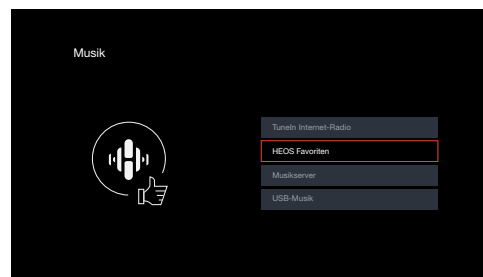 Musik
TuneIn Internet-Radio
HEOS Favoriten
Musikserver
USB-Musik